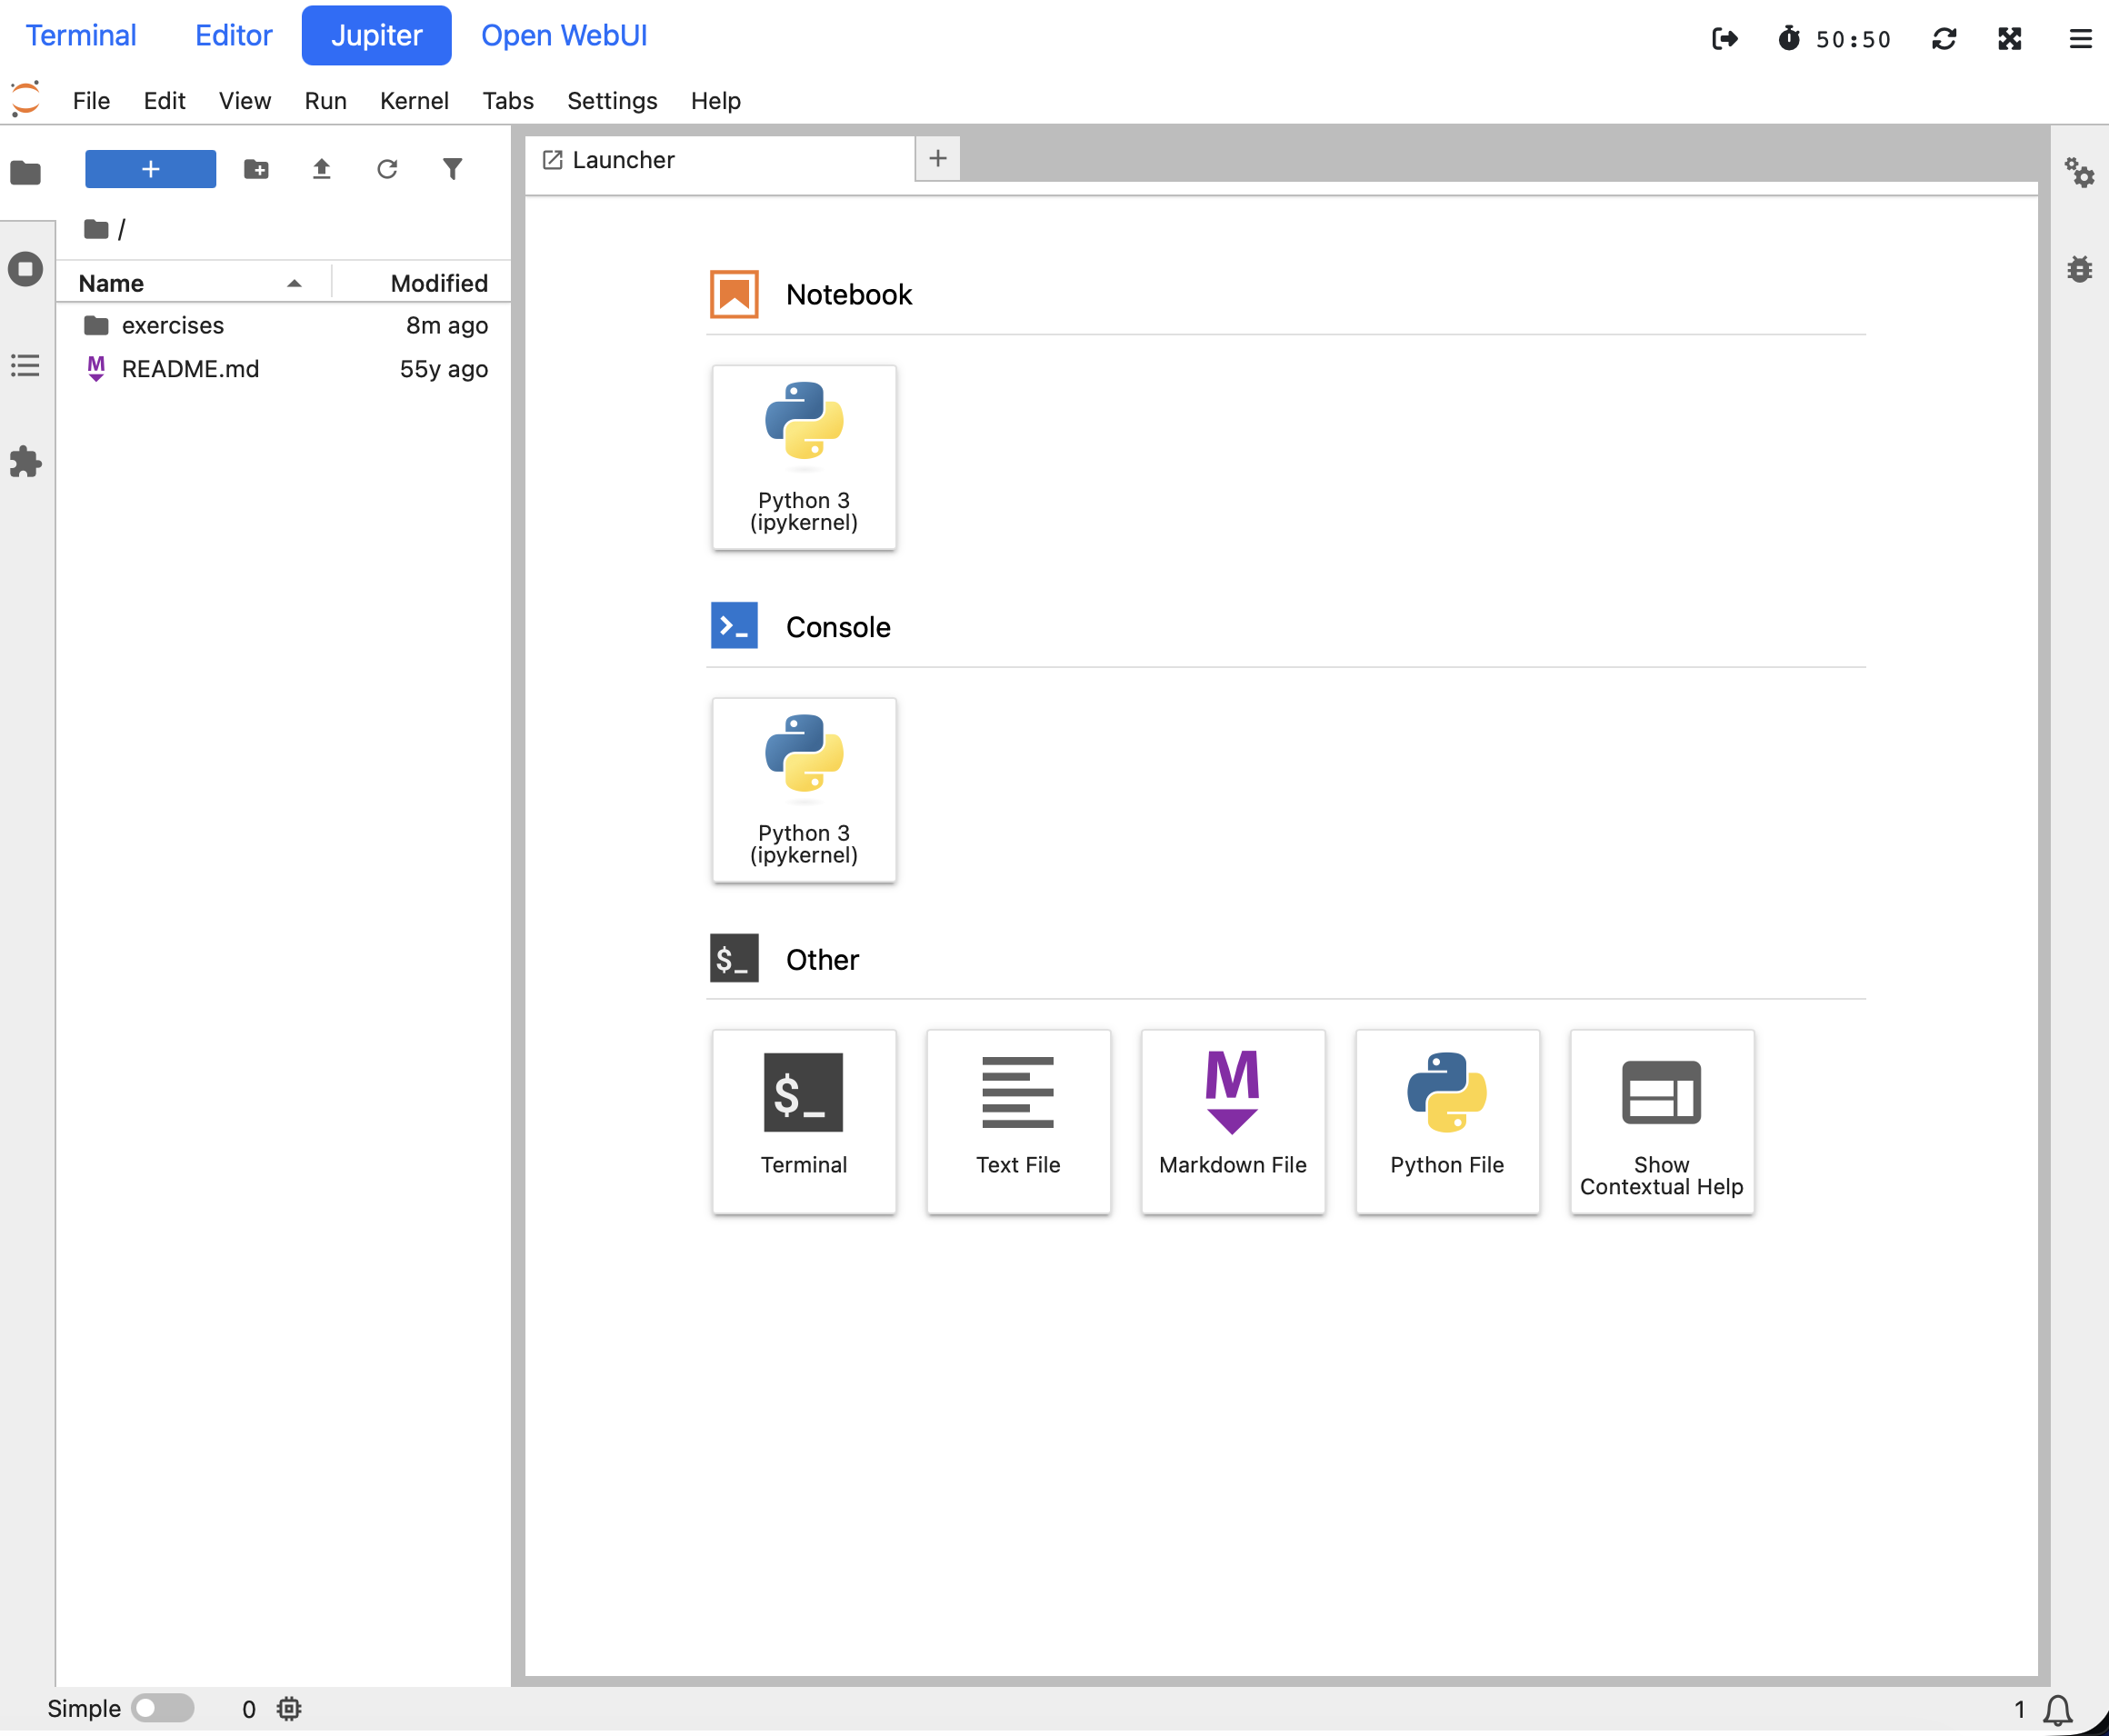 Terminal Editor Jupiter Open WebUI 50:50
File Edit View Run Kernel Tabs Settings Help
+
Launcher
+
/
Name Modified
exercises 8m ago
README.md 55y ago
Notebook
Python 3
(ipykernel)
>_ Console
Python 3
(ipykernel)
$_ Other
$_
Terminal
Text File
M
Markdown File
Python File
Show
Contextual Help
Simple 0 1